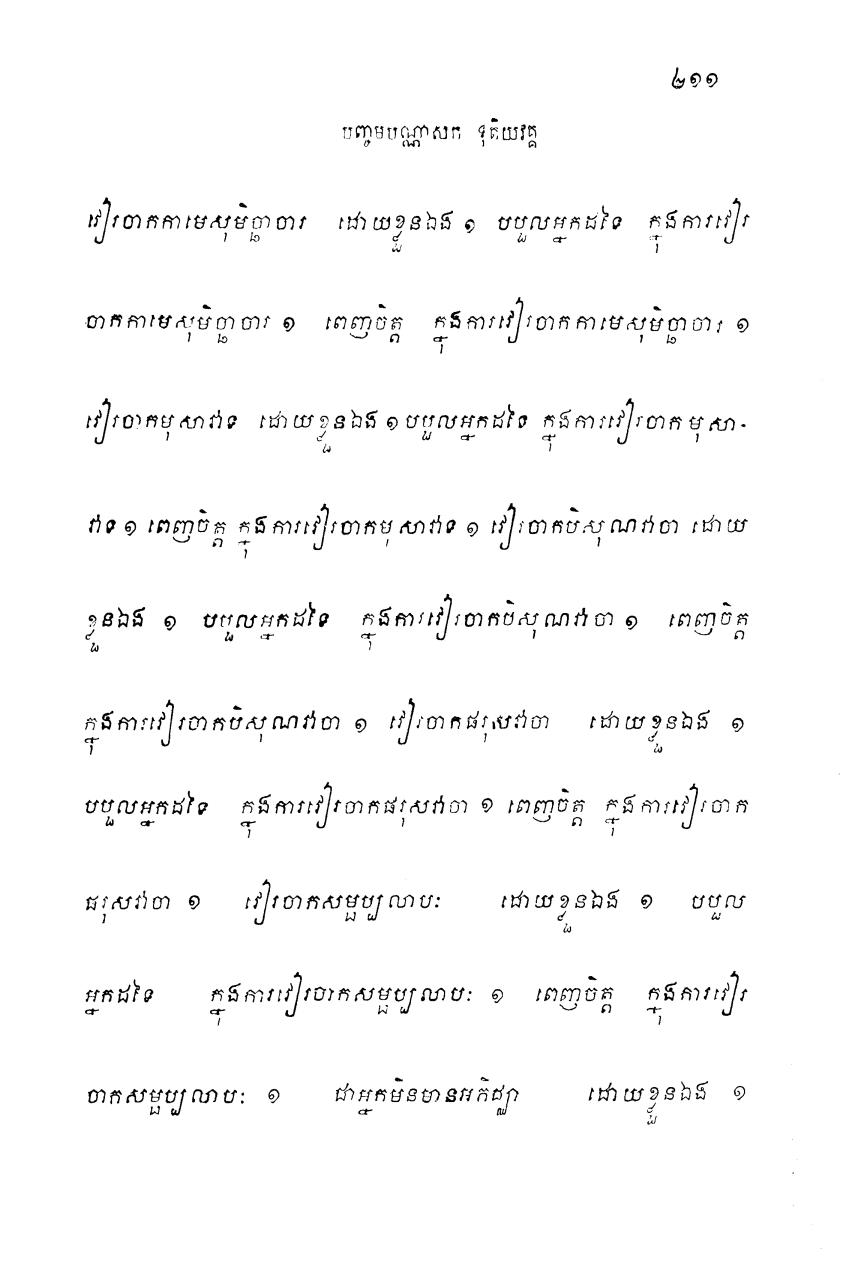 ៤១១
បញ្ចមបណ្ណាសក ទុតិយវគ្គ
វៀរចាកកាមេសុមិច្ឆាចារ ដោយខ្លួនឯង ១ បបួលអ្នកដទៃ ក្នុងការវៀរ
ចាកកាមេសុមិច្ឆាចារ ១ ពេញចិត្ត ក្នុងការវៀរចាកកាមេសុមិច្ឆាចារ ១
វៀរចាកមុសាវាទ ដោយខ្លួនឯង ១ បបួលអ្នកដទៃ ក្នុងការវៀរចាកមុសា-
វាទ ១ ពេញចិត្ត ក្នុងការវៀរចាកមុសាវាទ ១ វៀរចាកបិសុណវាចា ដោយ
ខ្លួនឯង ១ បបួលអ្នកដទៃ ក្នុងការវៀរចាកបិសុណវាចា ១ ពេញចិត្ត
ក្នុងការវៀរចាកបិសុណវាចា ១ វៀរចាកផរុសវាចា ដោយខ្លួនឯង ១
បបួលអ្នកដទៃ ក្នុងការវៀរចាកផរុសវាចា ១ ពេញចិត្ត ក្នុងការវៀរចាក
ផរុសវាចា ១ វៀរចាកសម្ផប្បលាបៈ ដោយខ្លួនឯង ១ បបួល
អ្នកដទៃ ក្នុងការវៀរចាកសម្ផប្បលាបៈ ១ ពេញចិត្ត ក្នុងការវៀរ
ចាកសម្ផប្បលាបៈ ១ ជាអ្នកមិនមានអភិជ្ឈា ដោយខ្លួនឯង ១